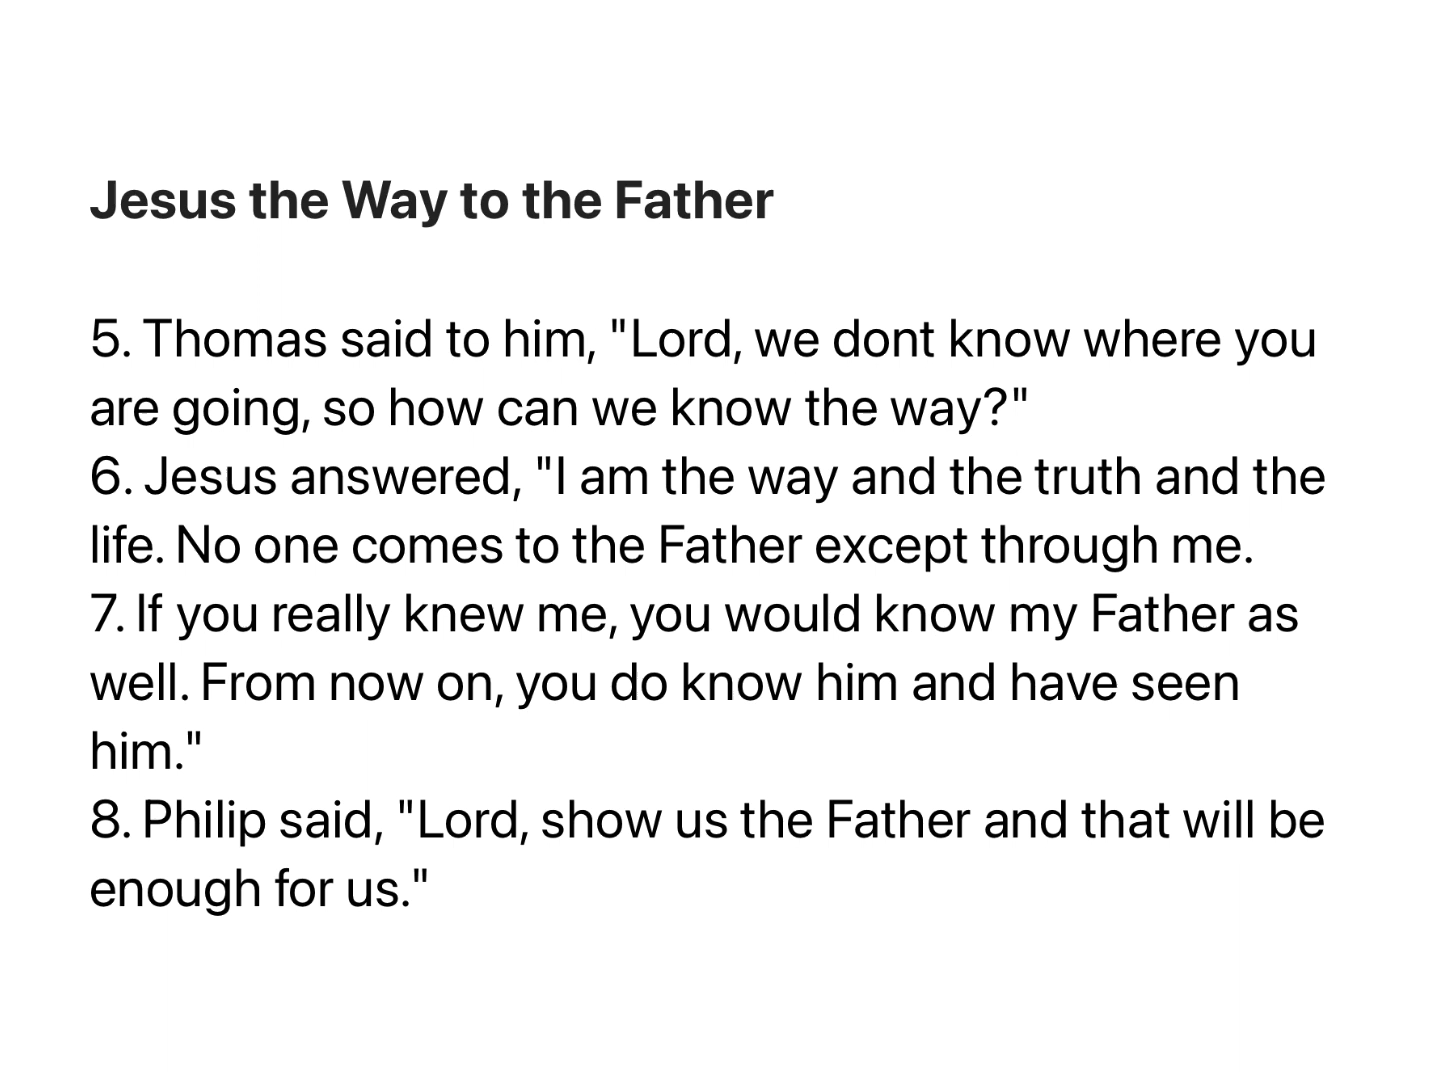 Jesus the Way to the Father
5. Thomas said to him, "Lord, we dont know where you
are going, so how can we know the way?"
6. Jesus answered, "I am the way and the truth and the
life. No one comes to the Father except through me.
7. If you really knew me, you would know my Father as
well. From now on, you do know him and have seen
him."
8. Philip said, "Lord, show us the Father and that will be
enough for us."